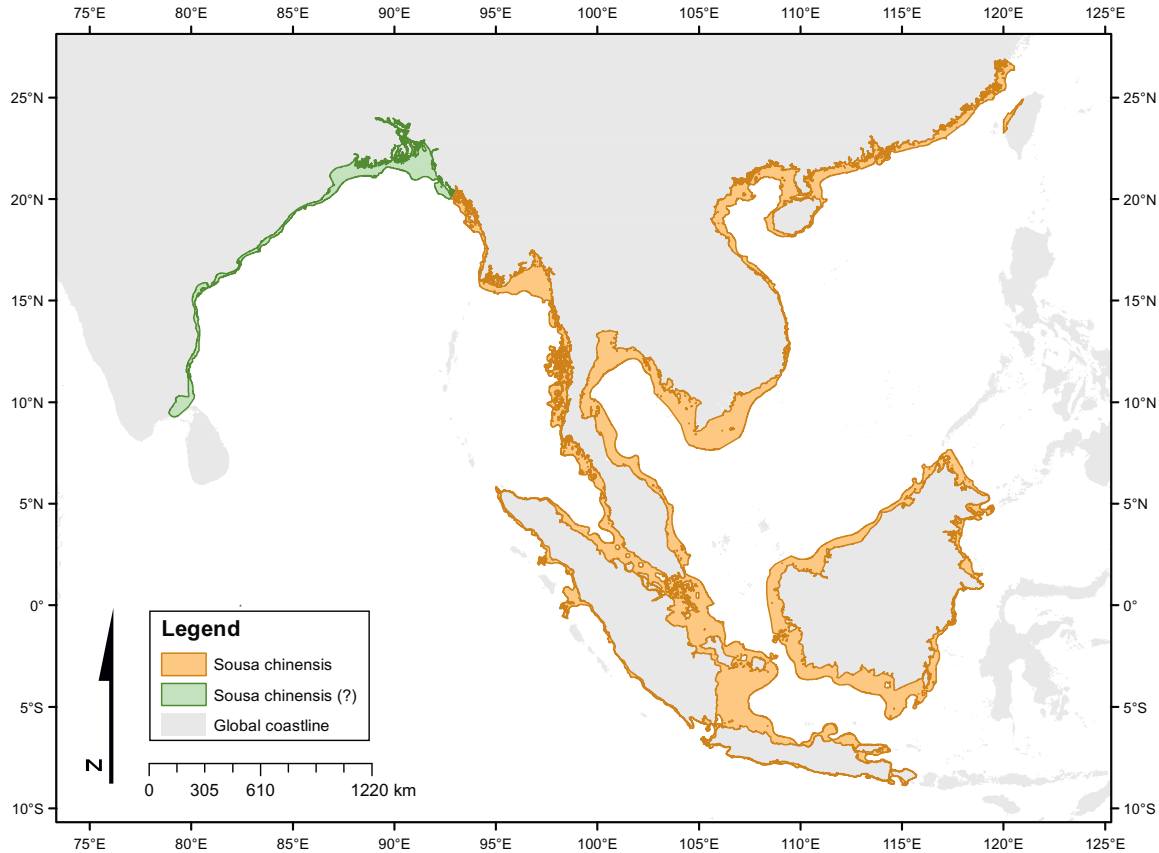 75°E 80°E 85°E 90°E 95°E 100°E 105°E 110°E 115°E 120°E 125°E
25°N 25°N
20°N 20°N
15°N 15°N
10°N 10°N
5°N 5°N
0° 0°
Legend
Sousa chinensis
Sousa chinensis (?)
5°S 5°S
Global coastline
N
0 305 610 1220 km
10°S 10°S
75°E 80°E 85°E 90°E 95°E 100°E 105°E 110°E 115°E 120°E 125°E